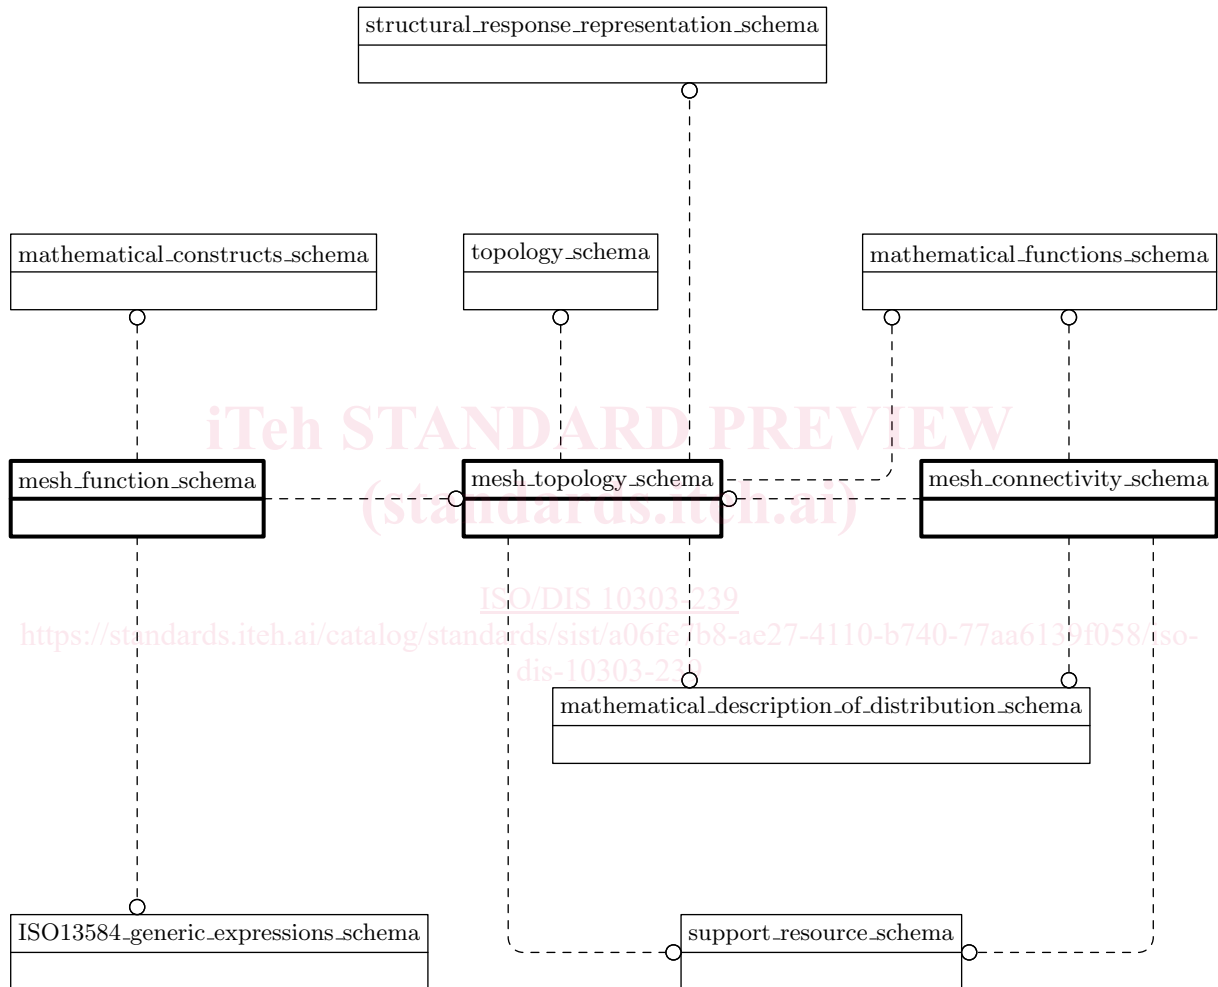 structural_response_representation_schema
mathematical_constructs_schema
topology_schema
mathematical_functions_schema
iTeh STANDARD PREVIEW
mesh_function_schema
mesh_topology_schema
mesh_connectivity_schema
(standards.iteh.ai)
ISO/DIS 10303-239
https://standards.iteh.ai/catalog/standards/sist/a06fe7b8-ae27-4110-b740-77aa6139f058/iso-
dis-10303-239
mathematical_description_of_distribution_schema
ISO13584_generic_expressions_schema
support_resource_schema